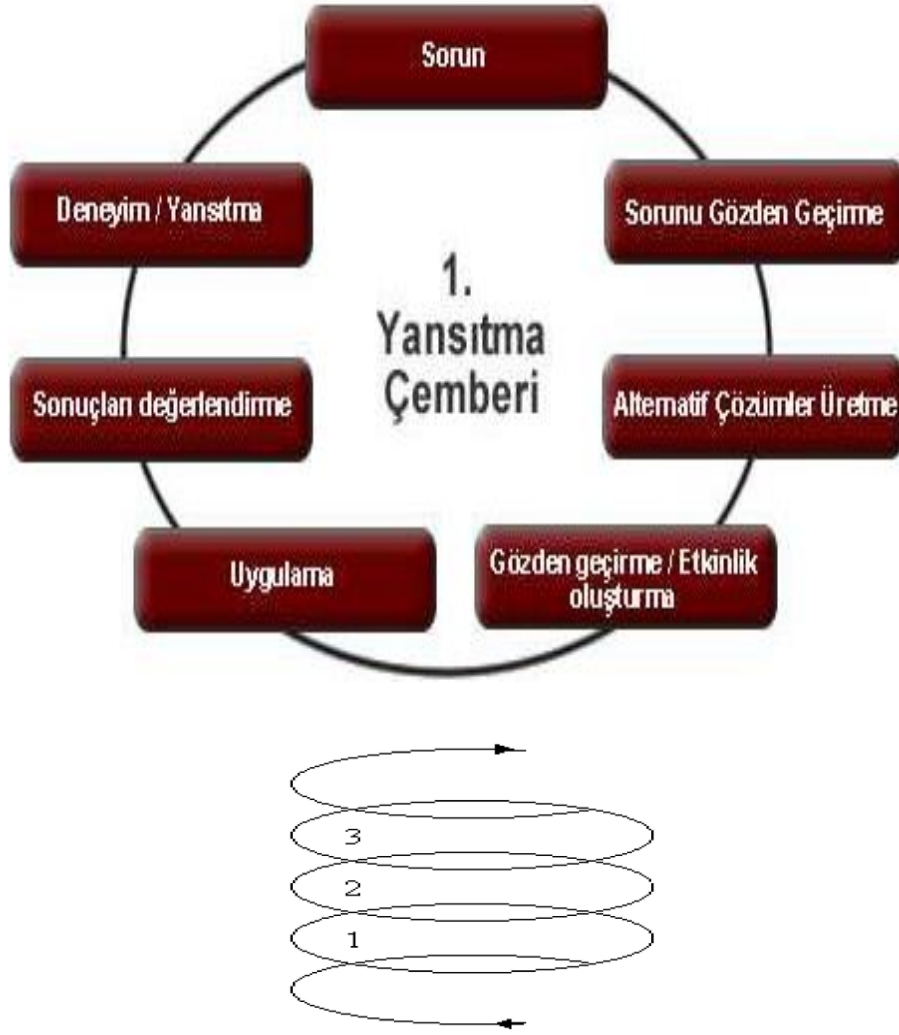 Sorun
Deneyim / Yansıtma
Sorunu Gözden Geçirme
1.
Yansıtma
Çemberi
Sonuçları değerlendirme
Alternatif Çözümler Üretme
Uygulama
Gözden geçirme / Etkinlik
oluşturma
3
2
1